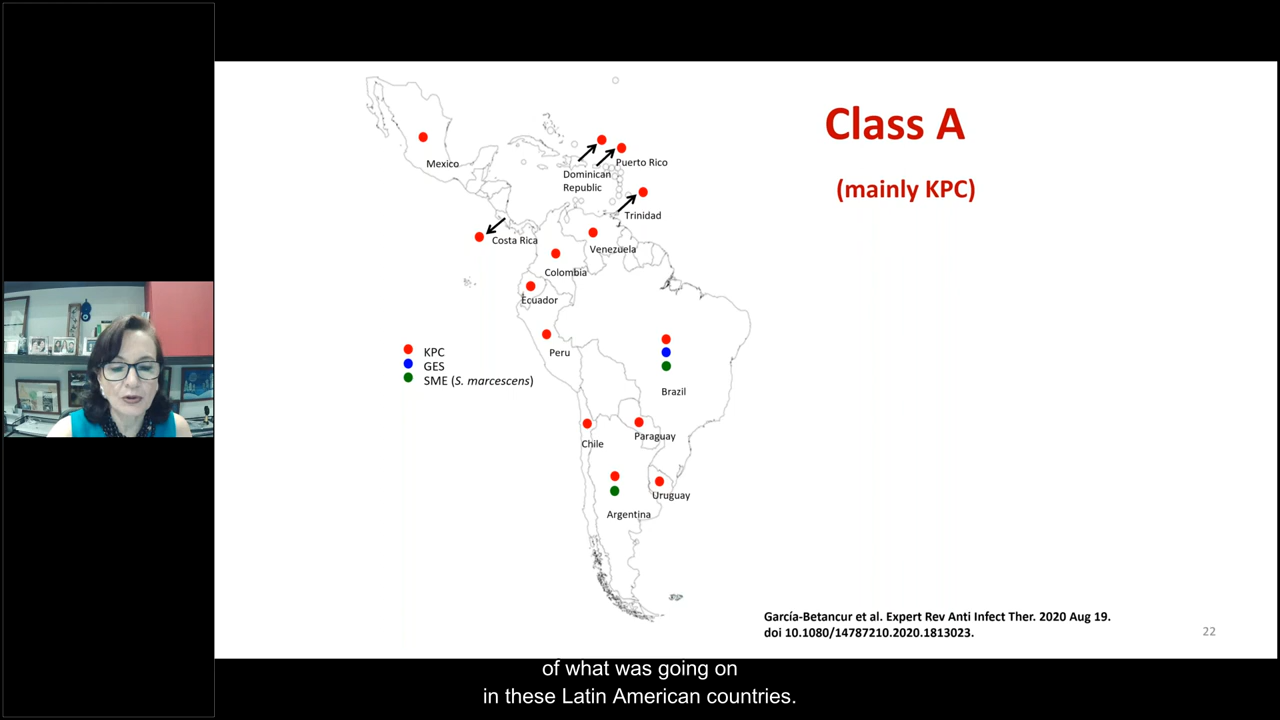 Class A
(mainly KPC)
Mexico
Puerto Rico
Dominican
Republic
Trinidad
Costa Rica
Venezuela
Colombia
Ecuador
Peru
Brazil
KPC
GES
SME (S. marcescens)
Paraguay
Chile
Uruguay
Argentina
García-Betancur et al. Expert Rev Anti Infect Ther. 2020 Aug 19.
doi 10.1080/14787210.2020.1813023.
22
of what was going on
in these Latin American countries.